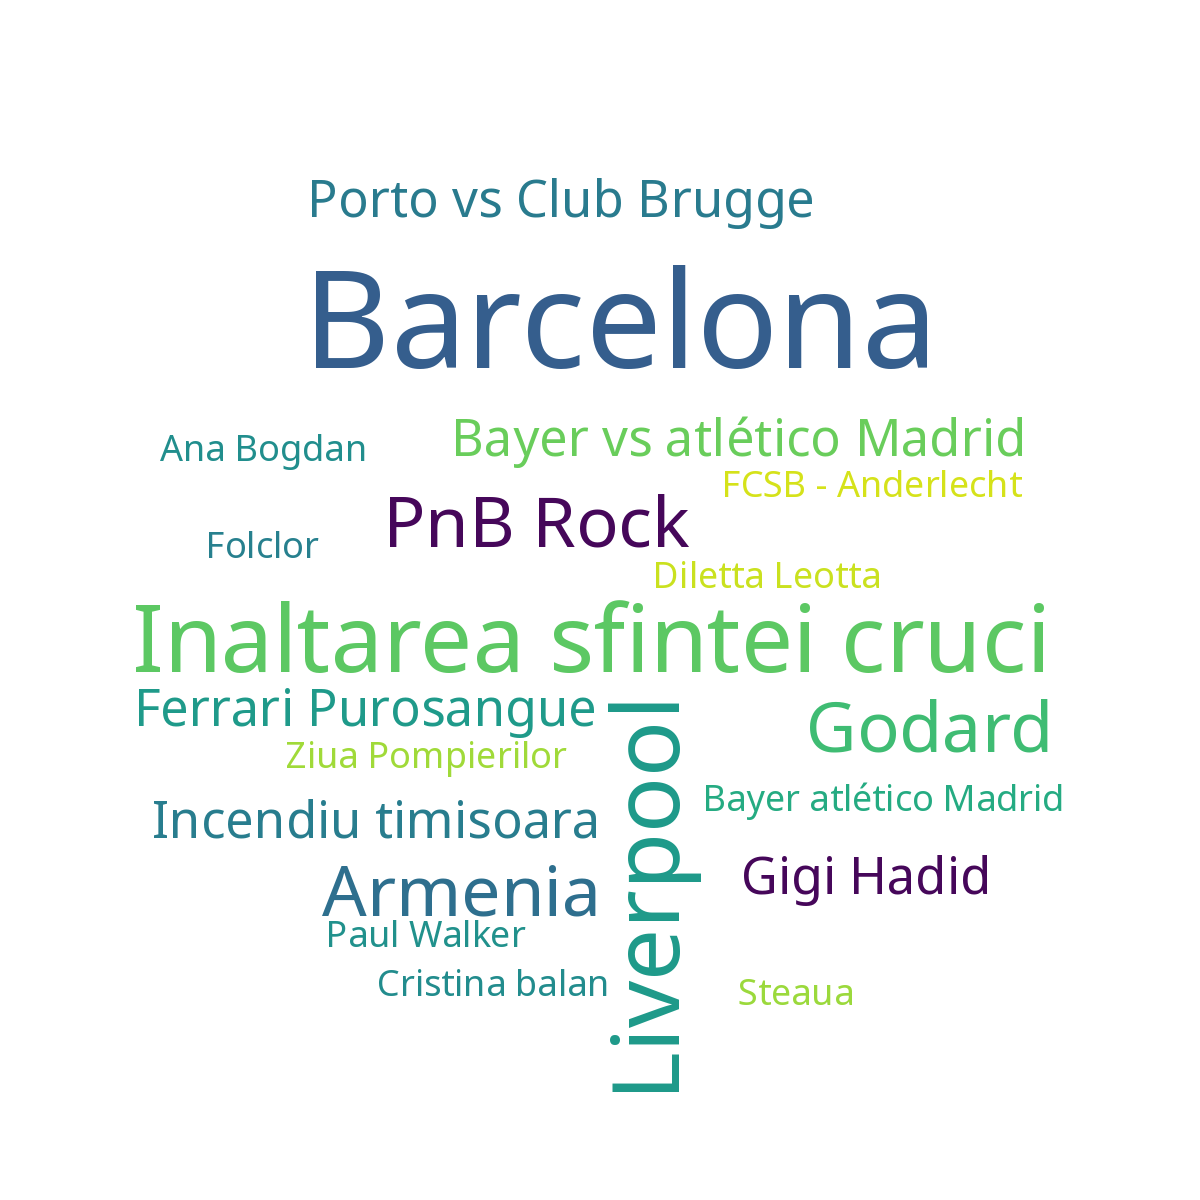 Porto vs Club Brugge
Barcelona
Bayer vs atlético Madrid
Ana Bogdan
FCSB - Anderlecht
PnB Rock
Folclor
Diletta Leotta
Inaltarea sfintei cruci
Ferrari Purosangue
Godard
Ziua Pompierilor
Liverpool
Bayer atlético Madrid
Incendiu timisoara
Gigi Hadid
Armenia
Paul Walker
Cristina balan
Steaua